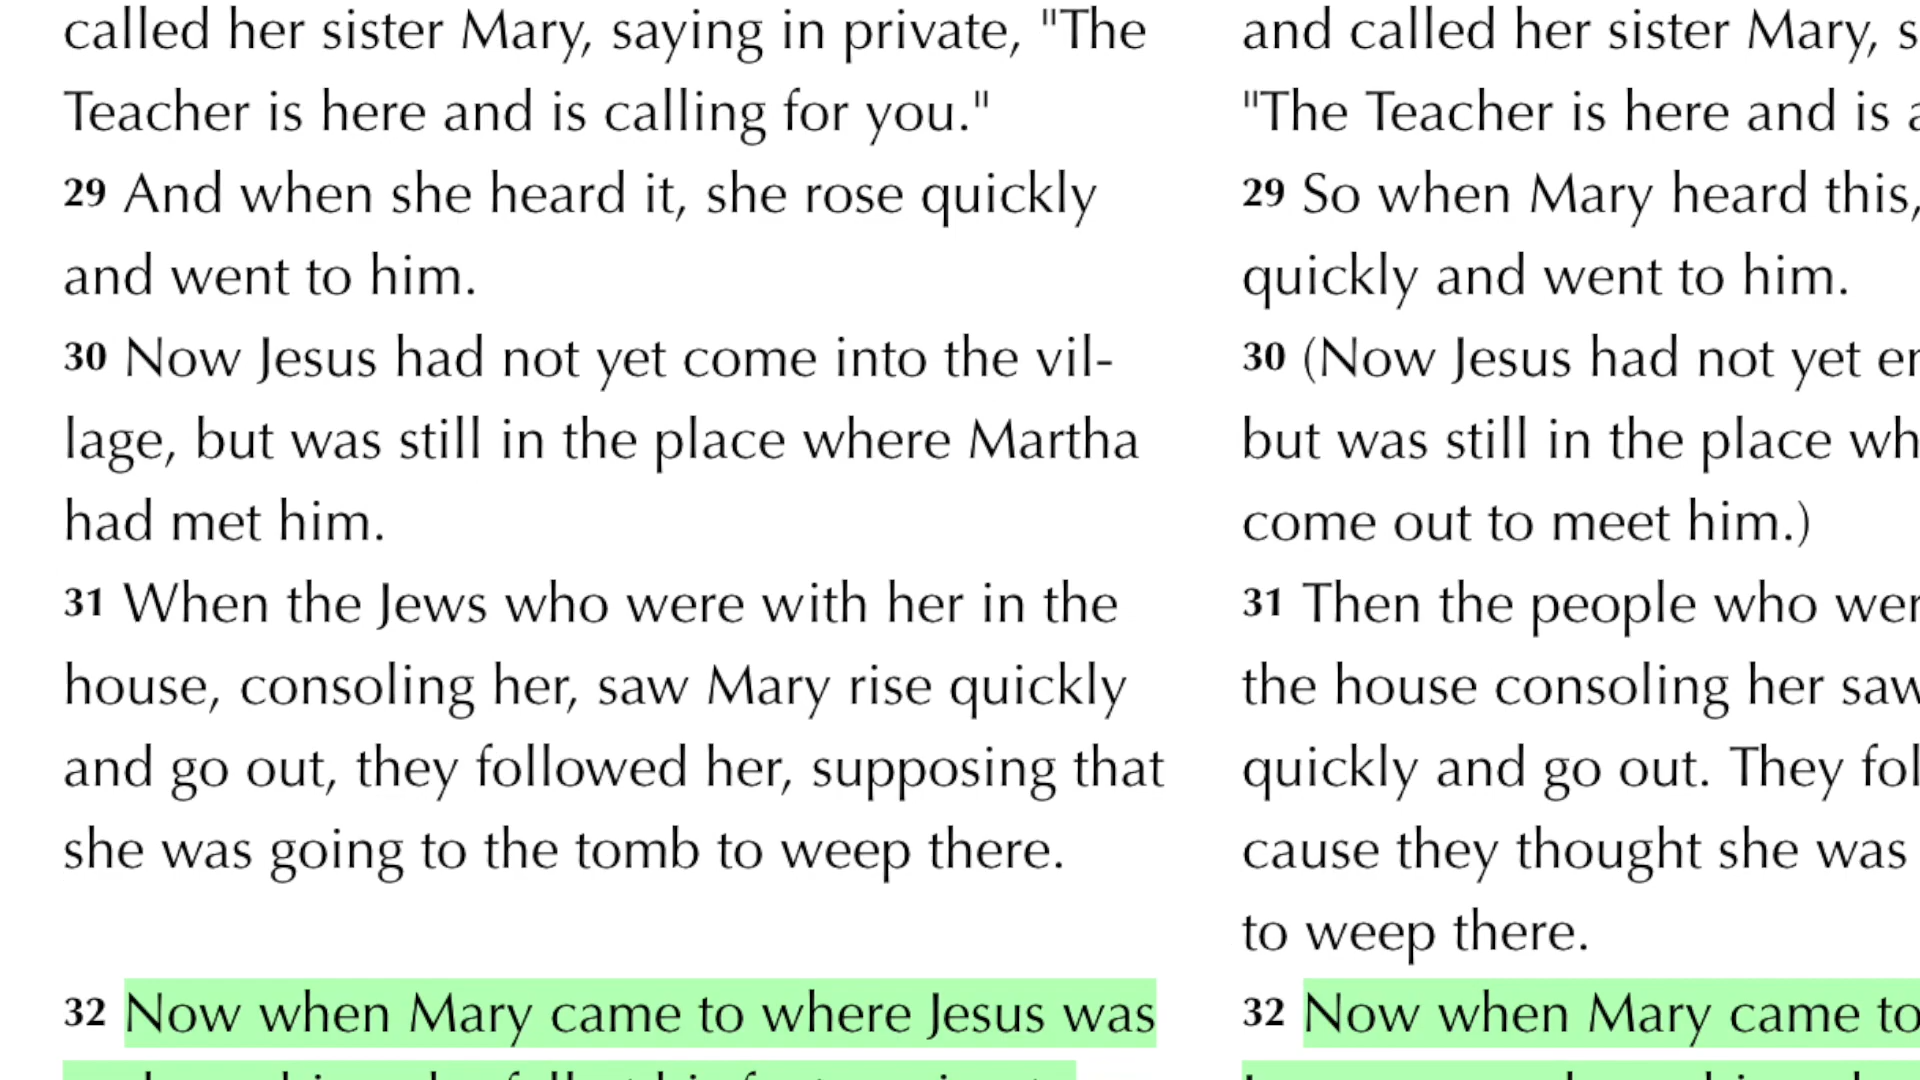 called her sister Mary, saying in private, "The
Teacher is here and is calling for you."
29 And when she heard it, she rose quickly
and went to him.
30 Now Jesus had not yet come into the vil-
lage, but was still in the place where Martha
had met him.
31 When the Jews who were with her in the
house, consoling her, saw Mary rise quickly
and go out, they followed her, supposing that
she was going to the tomb to weep there.
32 Now when Mary came to where Jesus was
and called her sister Mary, s
"The Teacher is here and is a
29 So when Mary heard this,
quickly and went to him.
30 (Now Jesus had not yet en
but was still in the place wh
come out to meet him.)
31 Then the people who wer
the house consoling her saw
quickly and go out. They fol
cause they thought she was
to weep there.
32 Now when Mary came to